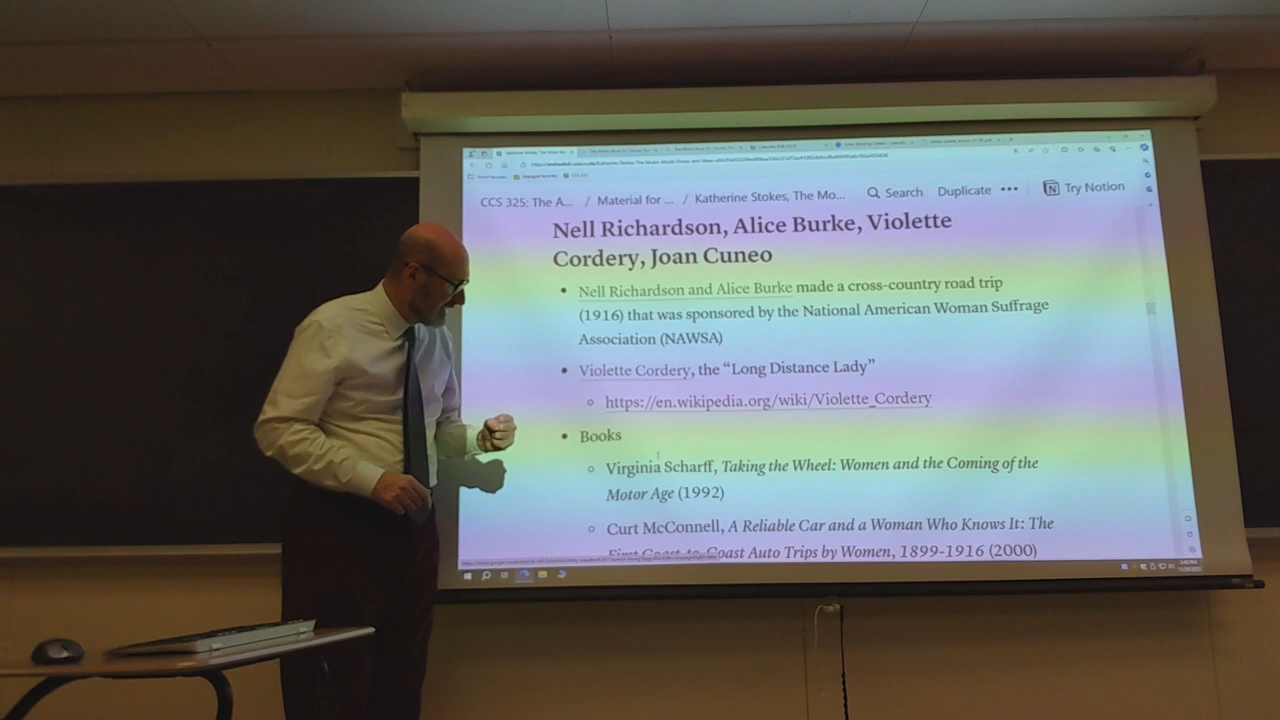 CCS 325: The A... / Material for ... / Katherine Stokes, The Mo... Search Duplicate ••• Try Notion
Nell Richardson, Alice Burke, Violette
Cordery, Joan Cuneo
• Nell Richardson and Alice Burke made a cross-country road trip
(1916) that was sponsored by the National American Woman Suffrage
Association (NAWSA)
• Violette Cordery, the “Long Distance Lady”
○ https://en.wikipedia.org/wiki/Violette_Cordery
• Books
○ Virginia Scharff, Taking the Wheel: Women and the Coming of the
Motor Age (1992)
○ Curt McConnell, A Reliable Car and a Woman Who Knows It: The
First Coast-to-Coast Auto Trips by Women, 1899-1916 (2000)